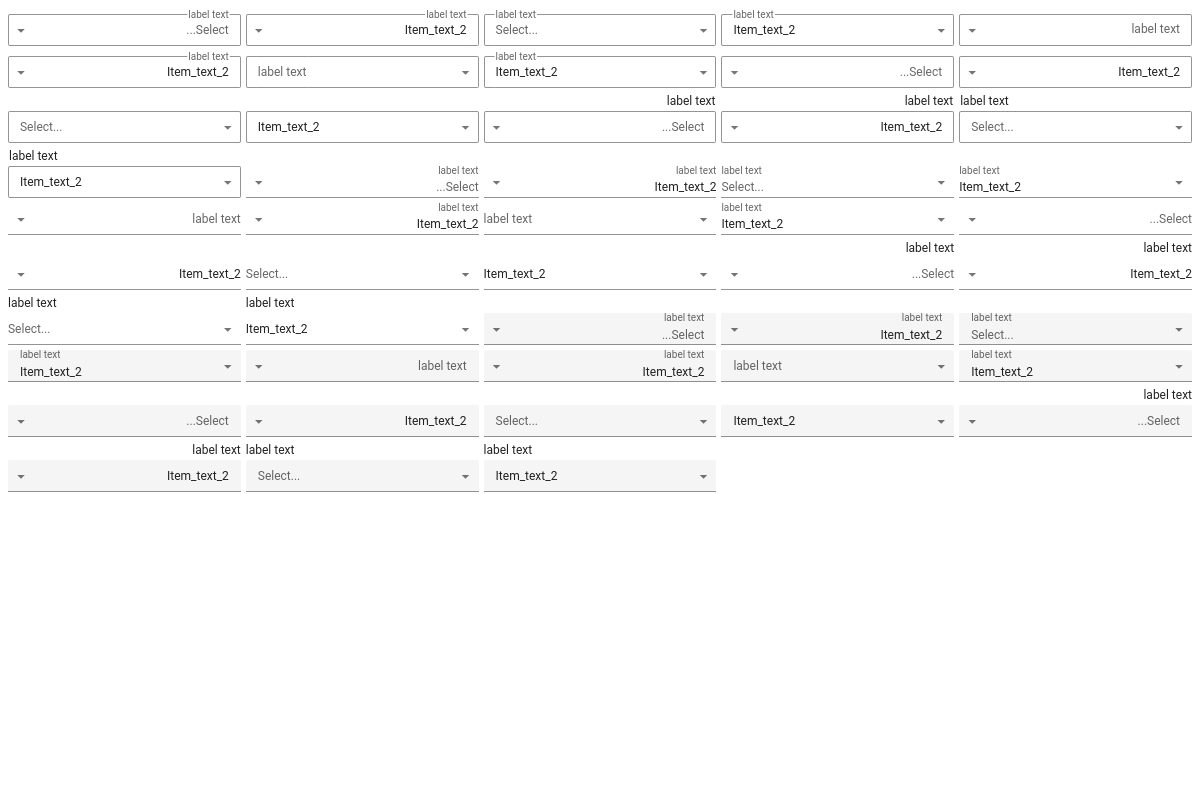 label text label text label text label text
...Select Item_text_2 Select... Item_text_2 label text
label text label text
Item_text_2 label text Item_text_2 ...Select Item_text_2
label text label text label text
Select... Item_text_2 ...Select Item_text_2 Select...
label text label text label text label text label text
Item_text_2 ...Select Item_text_2 Select... Item_text_2
label text label text
label text Item_text_2 label text Item_text_2 ...Select
label text label text
Item_text_2 Select... Item_text_2 ...Select Item_text_2
label text label text label text label text label text
Select... Item_text_2 ...Select Item_text_2 Select...
label text label text label text
Item_text_2 label text Item_text_2 label text Item_text_2
label text
...Select Item_text_2 Select... Item_text_2 ...Select
label text label text label text
Item_text_2 Select... Item_text_2